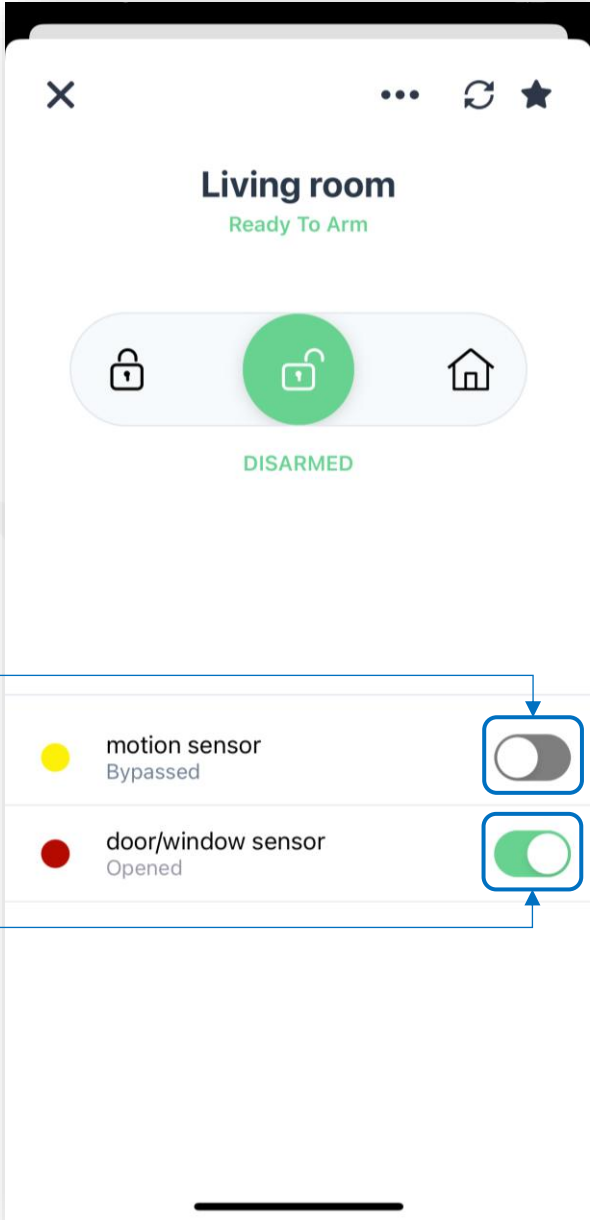 Living room
Ready To Arm
DISARMED
motion sensor
Bypassed
door/window sensor
Opened